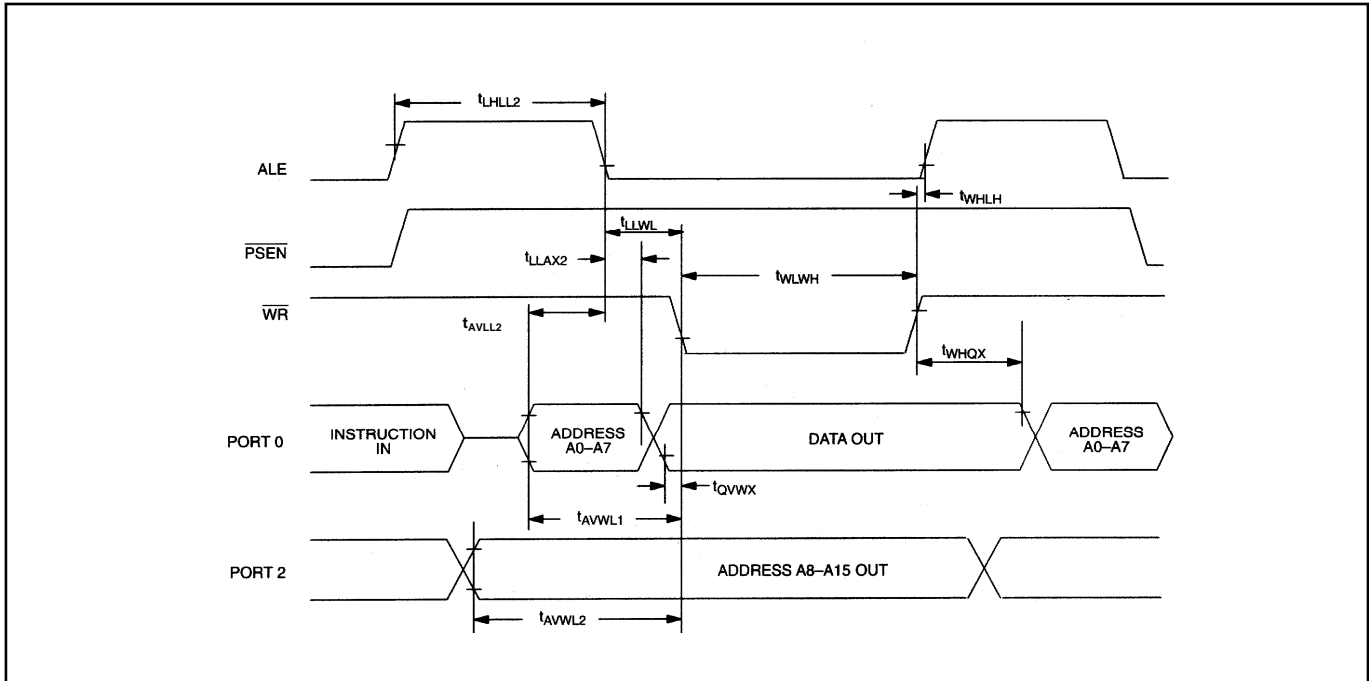 tLHLL2
ALE
tWHLH
tLLWL
PSEN
tLLAX2
tWLWH
WR
tAVLL2
tWHQX
PORT 0
INSTRUCTION
IN
ADDRESS
A0–A7
DATA OUT
ADDRESS
A0–A7
tQVWX
tAVWL1
PORT 2
ADDRESS A8–A15 OUT
tAVWL2